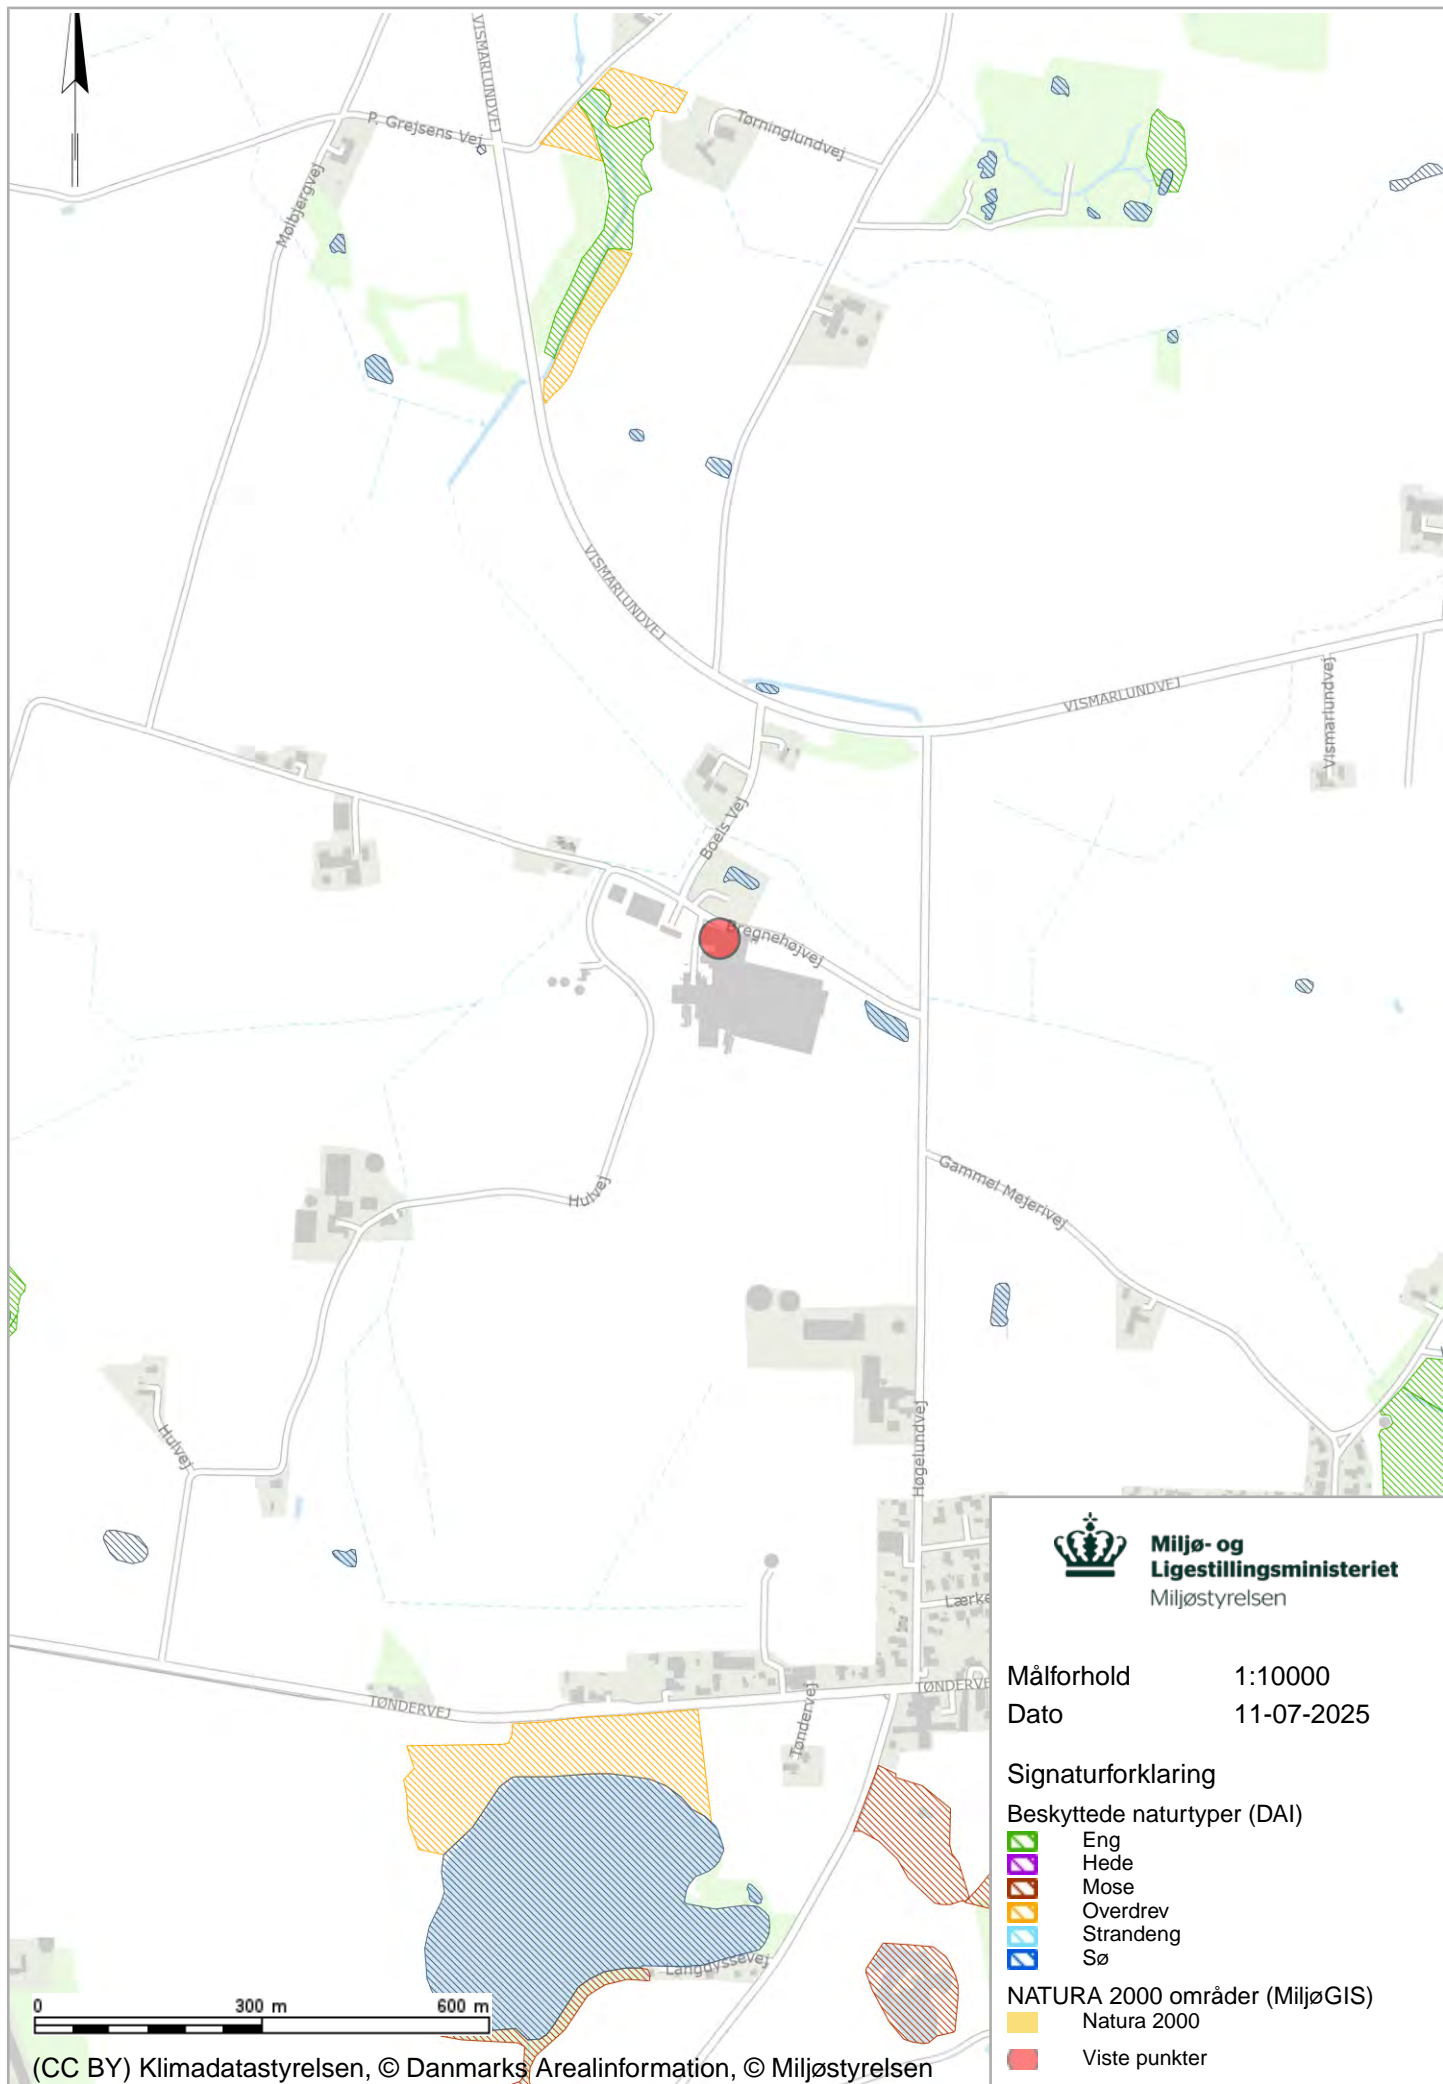 VISMARLUNDVEJ
P. Grejsens Vej
Tørninglundvej
Mølbjergvej
VISMARLUNDVEJ
VISMARLUNDVEJ
Vismarlundvej
Boels Vej
Bregnehøjvej
Hulvej
Gammel Mejerivej
Hulvej
Høgelundvej
Lærke
TØNDERVEJ
TØNDERVE
Tøndervej
Langdyssevej
Miljø- og
Ligestillingsministeriet
Miljøstyrelsen
Målforhold 1:10000
Dato 11-07-2025
Signaturforklaring
Beskyttede naturtyper (DAI)
Eng
Hede
Mose
Overdrev
Strandeng
Sø
NATURA 2000 områder (MiljøGIS)
Natura 2000
Viste punkter
0 300 m 600 m
(CC BY) Klimadatastyrelsen, © Danmarks Arealinformation, © Miljøstyrelsen